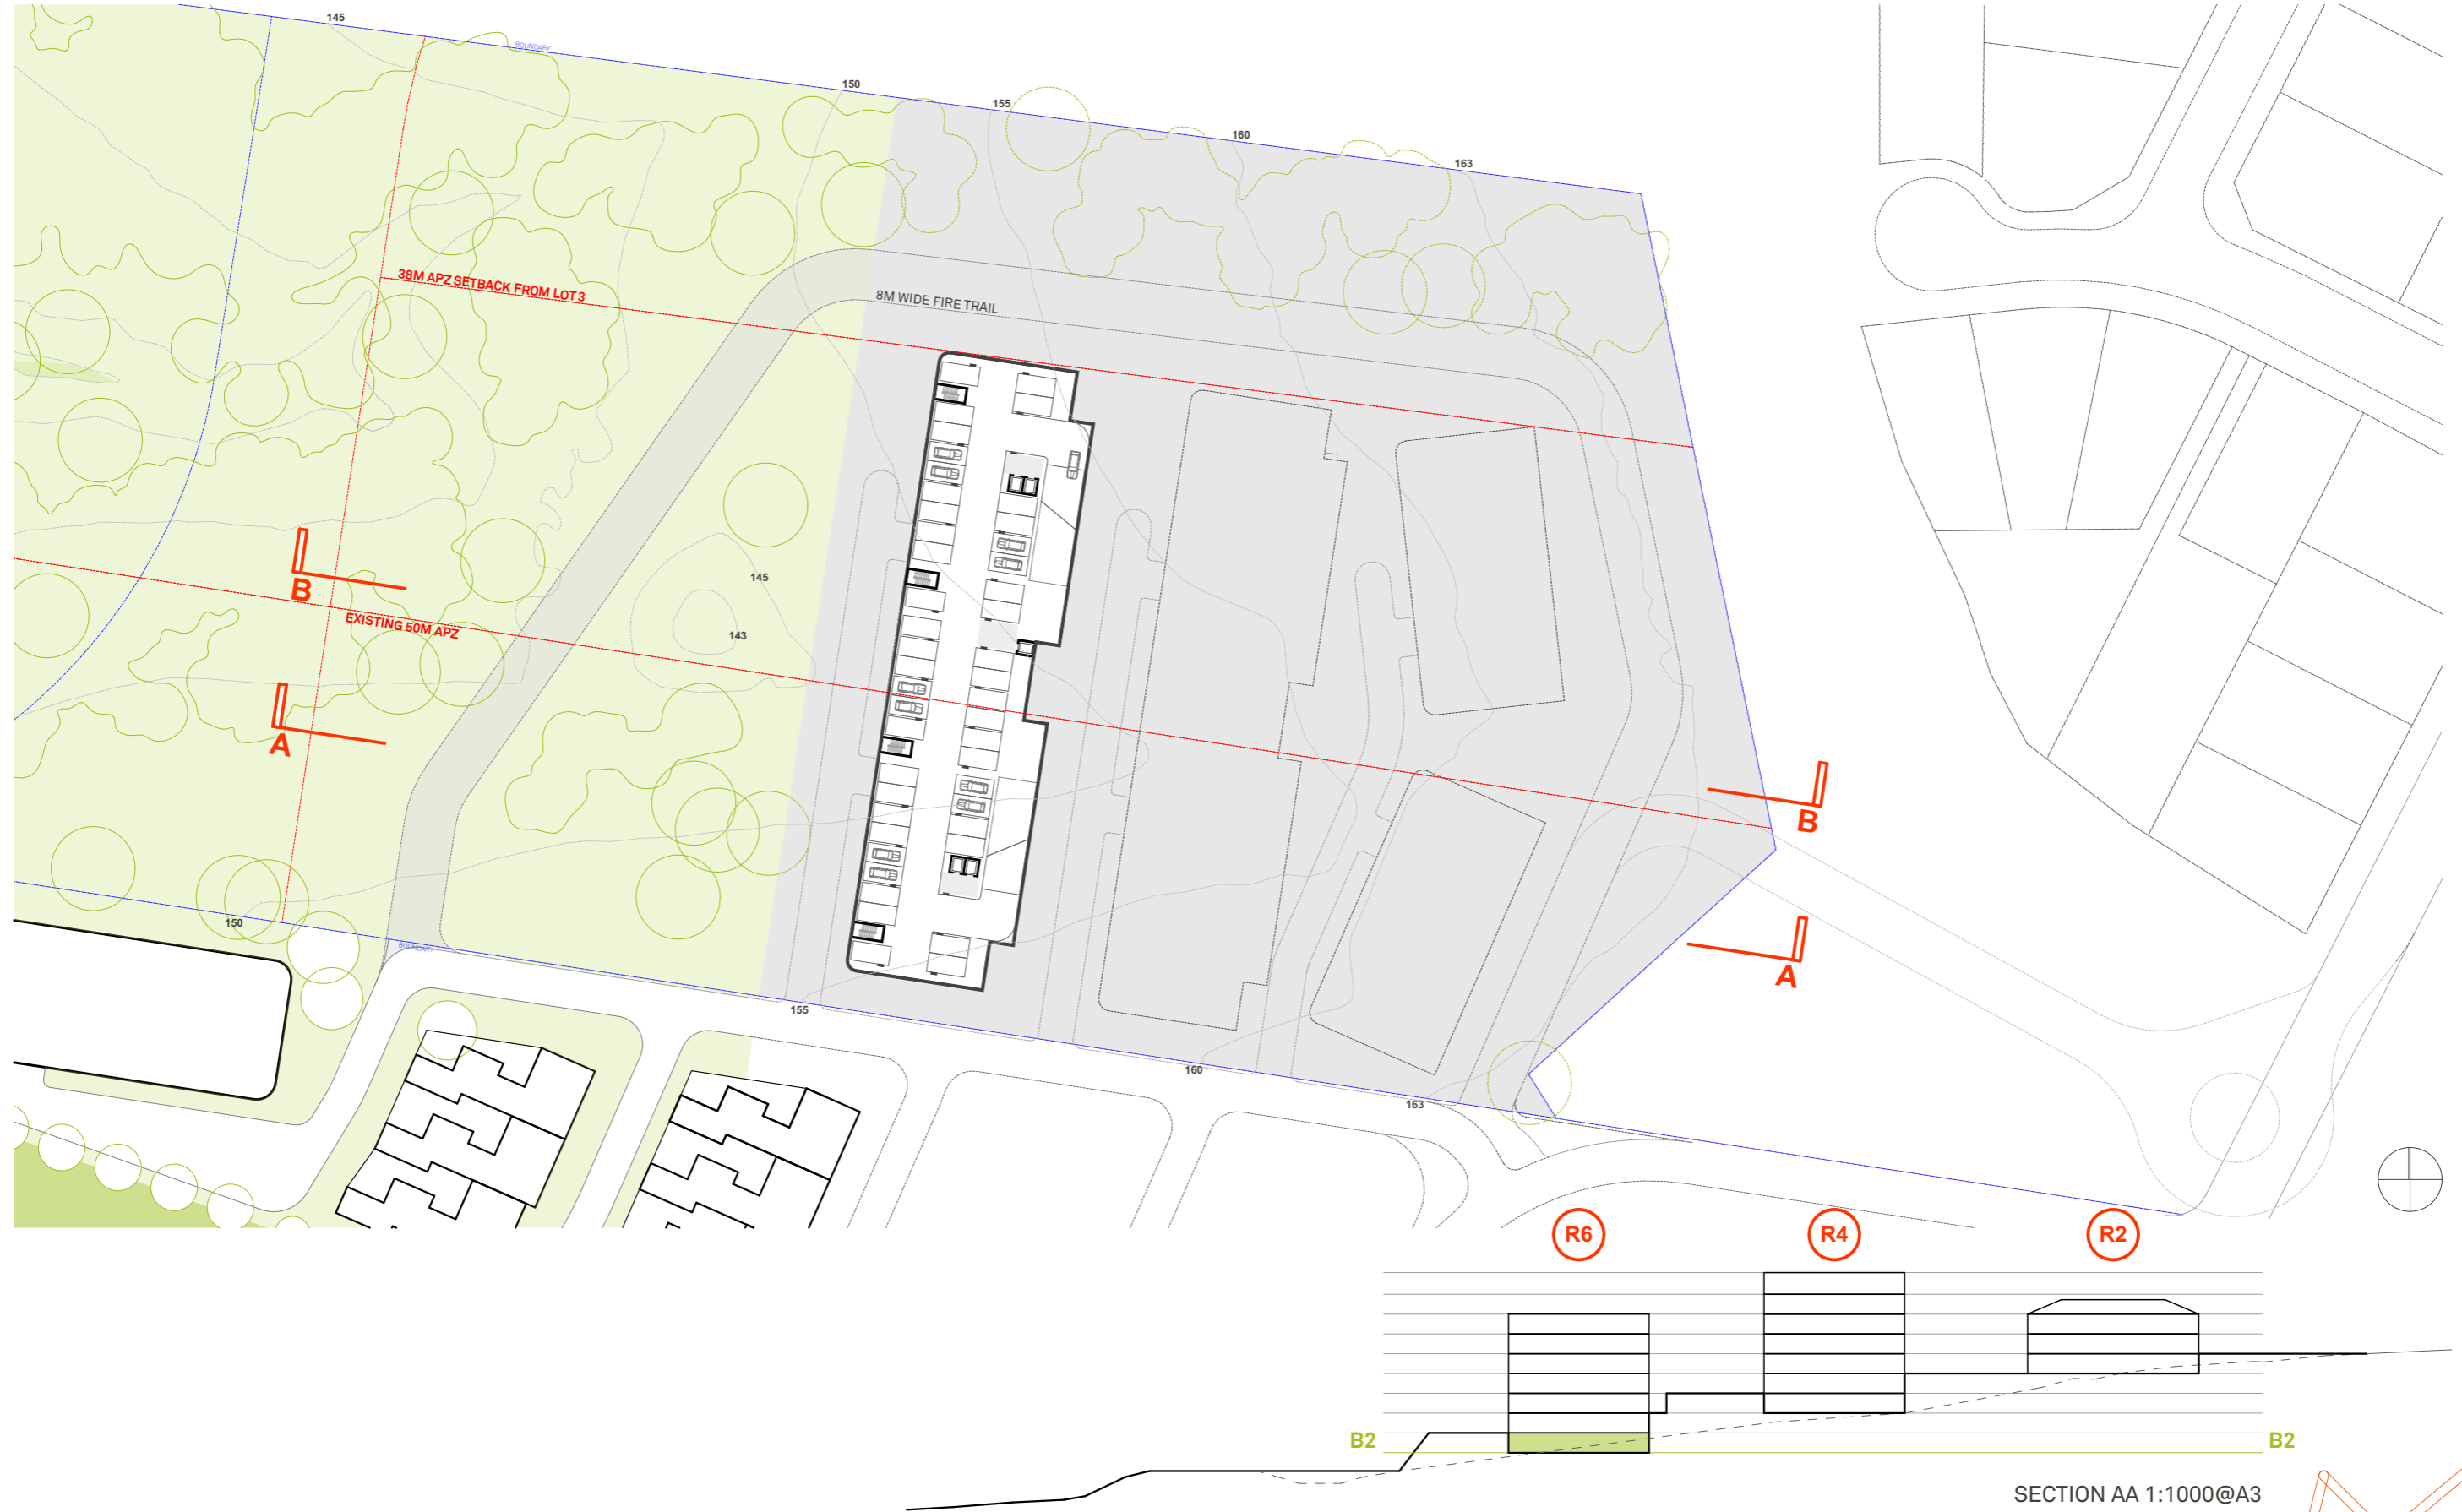 145
BOUNDARY
150
155
160
163
38M APZ SETBACK FROM LOT 3
8M WIDE FIRE TRAIL
B
145
EXISTING 50M APZ
143
A
B
150
BOUNDARY
A
155
160
163
R6
R4
R2
B2
B2
SECTION AA 1:1000@A3